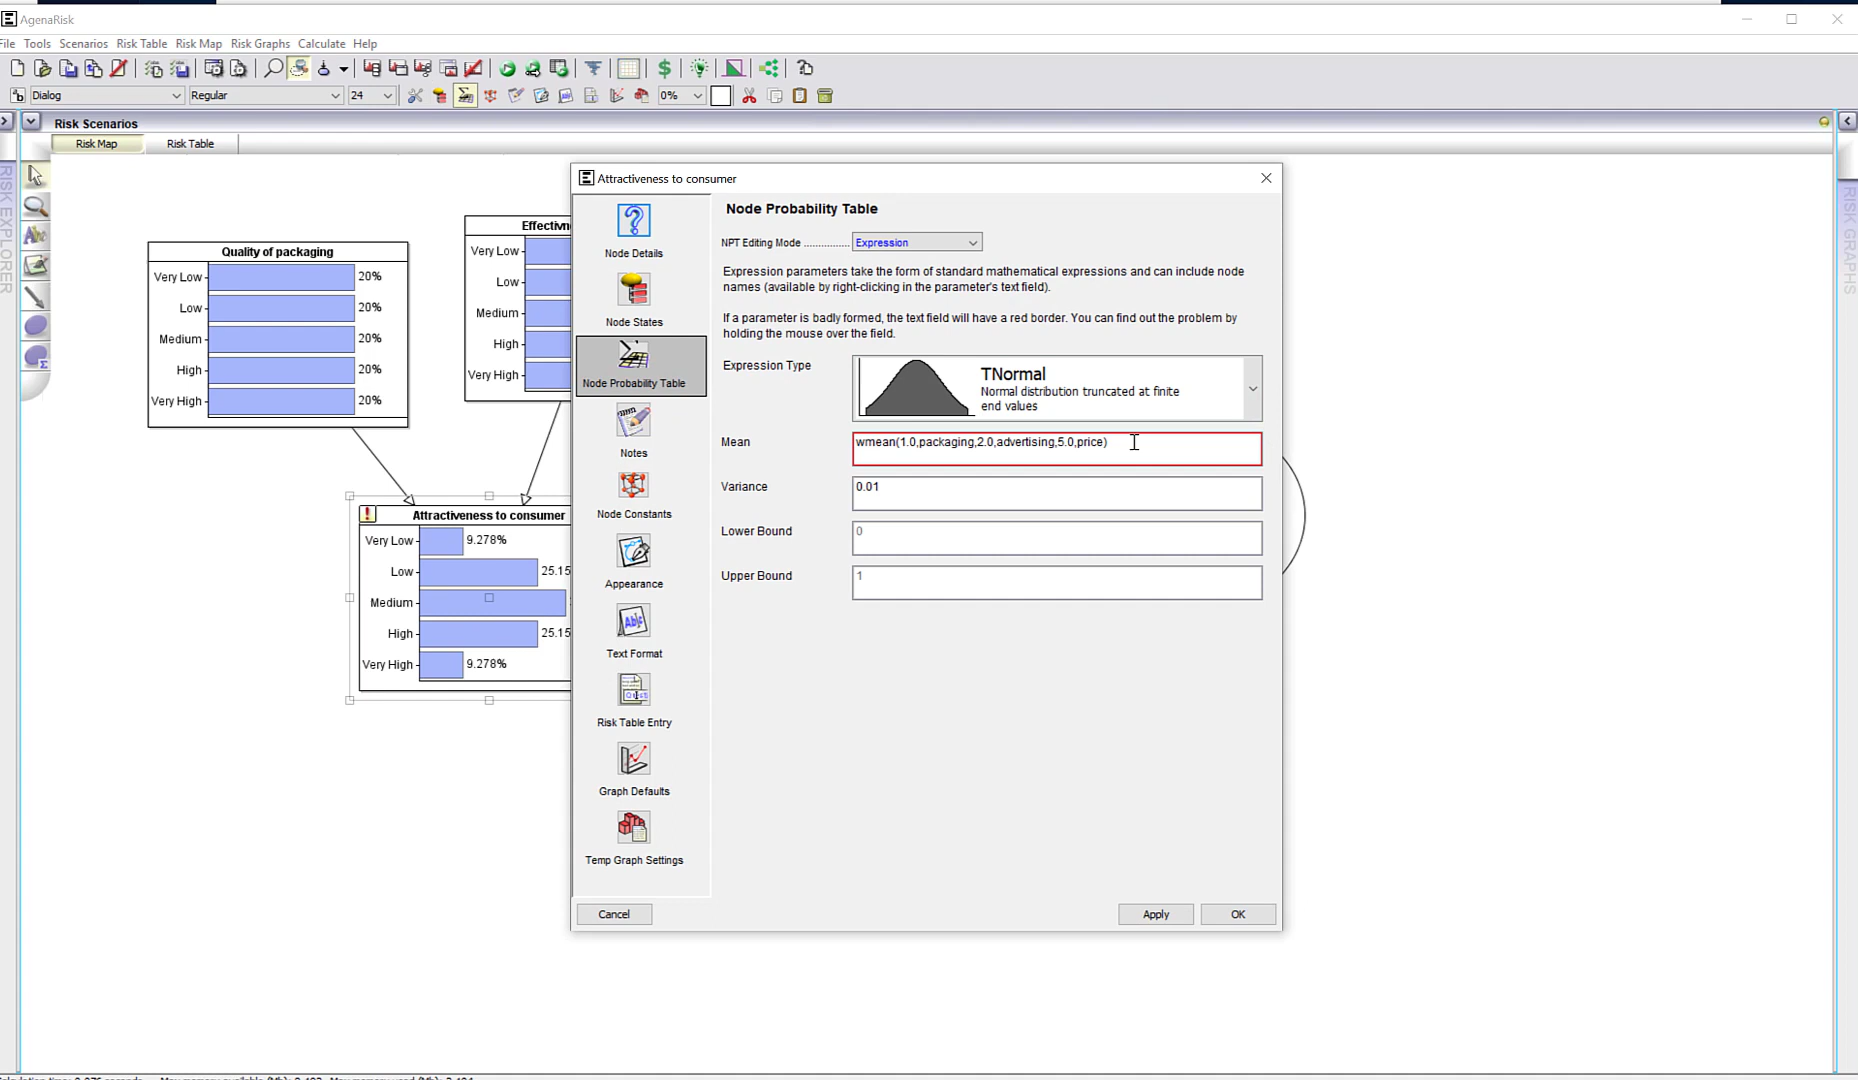 AgenaRisk
File Tools Scenarios Risk Table Risk Map Risk Graphs Calculate Help
Dialog Regular 24 0%
Risk Scenarios
Risk Map Risk Table
RISK EXPLORER
RISK GRAPHS
Quality of packaging
Very Low 20%
Low 20%
Medium 20%
High 20%
Very High 20%
Very Low
Low
Medium
High
Very High
Attractiveness to consumer
Very Low 9.278%
Low 25.15
Medium
High 25.15
Very High 9.278%
Attractiveness to consumer
Node Details
Node States
Node Probability Table
Notes
Node Constants
Appearance
Text Format
Risk Table Entry
Graph Defaults
Temp Graph Settings
Node Probability Table
NPT Editing Mode ............... Expression
Expression parameters take the form of standard mathematical expressions and can include node
names (available by right-clicking in the parameter's text field).
If a parameter is badly formed, the text field will have a red border. You can find out the problem by
holding the mouse over the field.
Expression Type
TNormal
Normal distribution truncated at finite
end values
Mean wmean(1.0,packaging,2.0,advertising,5.0,price)
Variance 0.01
Lower Bound 0
Upper Bound 1
Cancel Apply OK